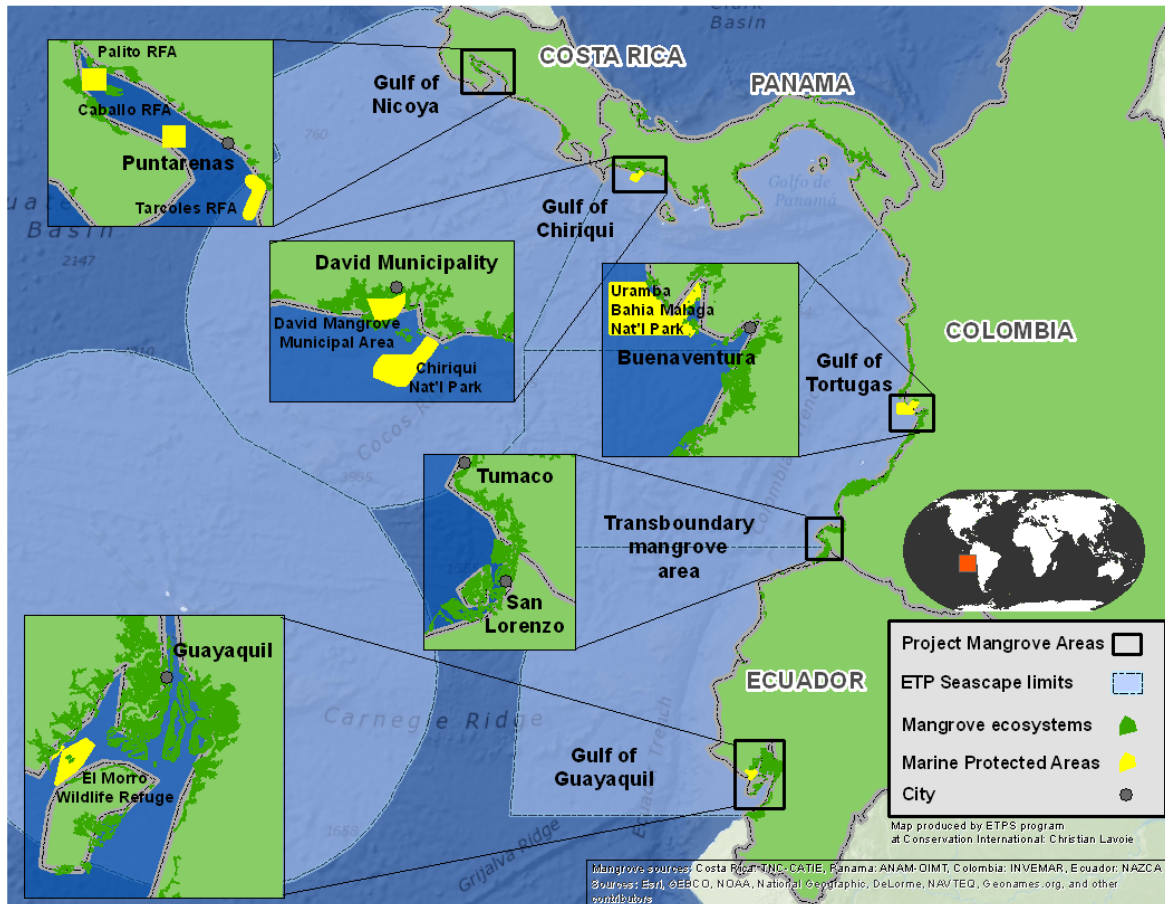 Clark
Basin
COSTA RICA
PANAMA
Gulf of
Nicoya
760
Palito RFA
Caballo RFA
Puntarenas
Tarcoles RFA
Basin
2147
Golfo de
Panamá
Gulf of
Chiriqui
David Municipality
David Mangrove
Municipal Area
Chiriqui
Nat'l Park
Uramba
Bahia Malaga
Nat'l Park
Buenaventura
COLOMBIA
Gulf of
Tortugas
Cocos
Tumaco
San
Lorenzo
Transboundary
mangrove
area
Guayaquil
El Morro
Wildlife Refuge
Carnegie Ridge
ECUADOR
Gulf of
Guayaquil
1658
Grijalva Ridge
Project Mangrove Areas
ETP Seascape limits
Mangrove ecosystems
Marine Protected Areas
City
Map produced by ETPS program
at Conservation International: Christian Lavoie
Mangrove sources: Costa Rica: TNC-CATIE, Panama: ANAM-OIMT, Colombia: INVEMAR, Ecuador: NAZCA
Sources: Esri, GEBCO, NOAA, National Geographic, DeLorme, NAVTEQ, Geonames.org, and other
contributors